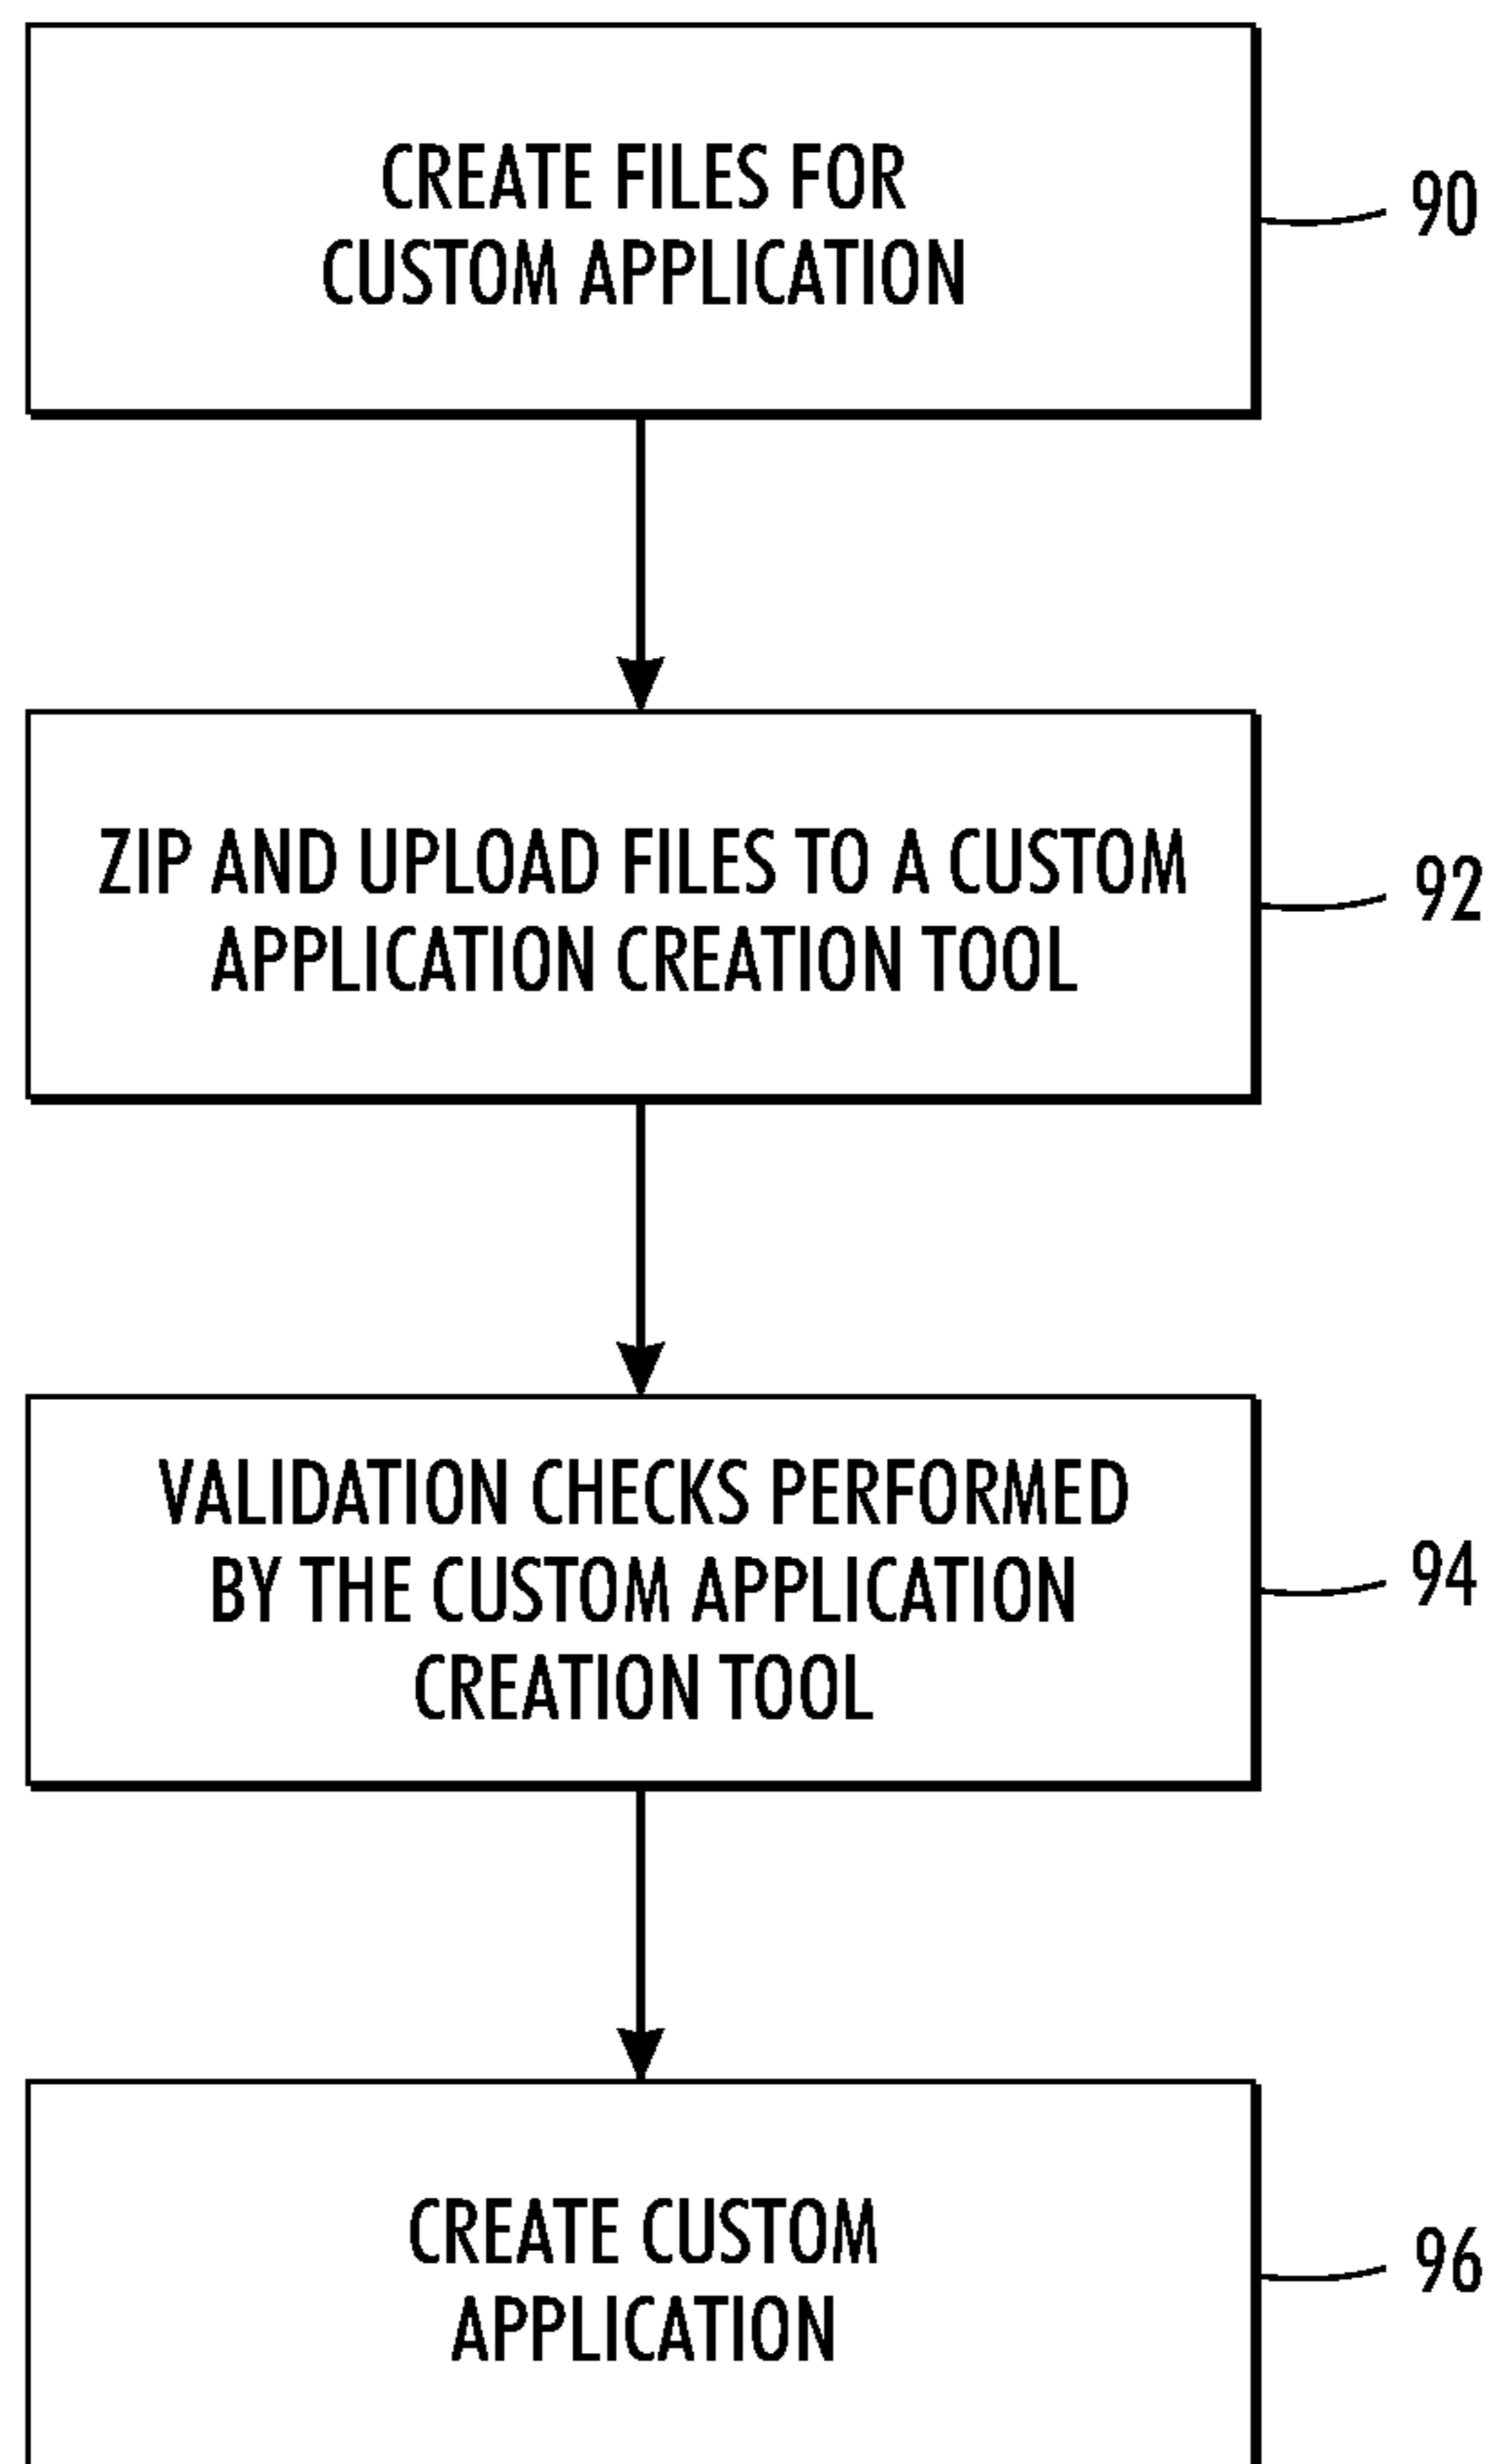 CREATE FILES FOR
CUSTOM APPLICATION
90
ZIP AND UPLOAD FILES TO A CUSTOM
APPLICATION CREATION TOOL
92
VALIDATION CHECKS PERFORMED
BY THE CUSTOM APPLICATION
CREATION TOOL
94
CREATE CUSTOM
APPLICATION
96